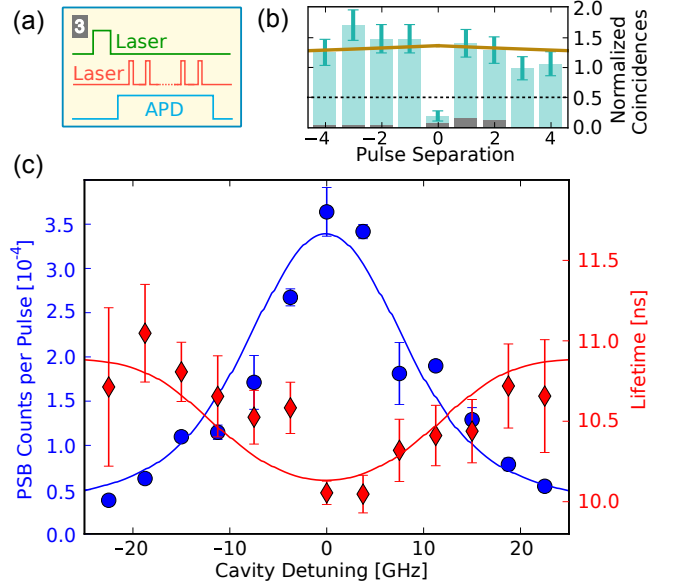 (a)
3
Laser
Laser
APD
(b)
2.0
1.5
1.0
0.5
0.0
Normalized
Coincidences
−4 −2 0 2 4
Pulse Separation
(c)
3.5
3.0
2.5
2.0
1.5
1.0
0.5
0.0
PSB Counts per Pulse [10⁻⁴]
11.5
11.0
10.5
10.0
Lifetime [ns]
−20 −10 0 10 20
Cavity Detuning [GHz]